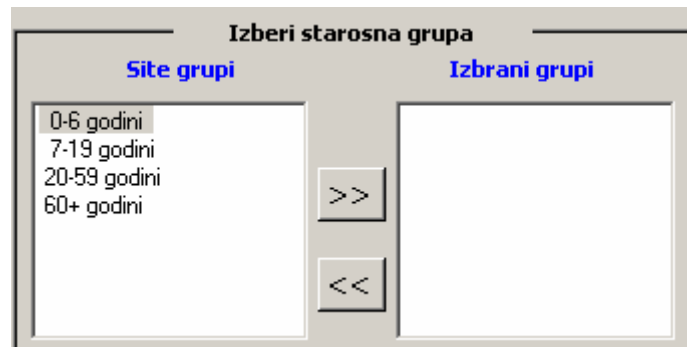 Izberi starosna grupa
Site grupi
Izbrani grupi
0-6 godini
7-19 godini
20-59 godini
60+ godini
>>
<<